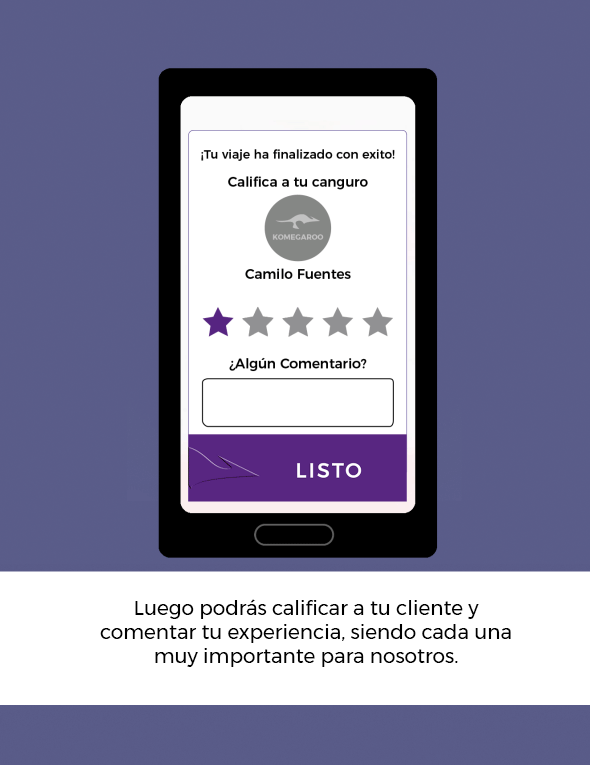 ¡Tu viaje ha finalizado con exito!
Califica a tu canguro
KOMEGAROO
Camilo Fuentes
¿Algún Comentario?
LISTO
Luego podrás calificar a tu cliente y
comentar tu experiencia, siendo cada una
muy importante para nosotros.